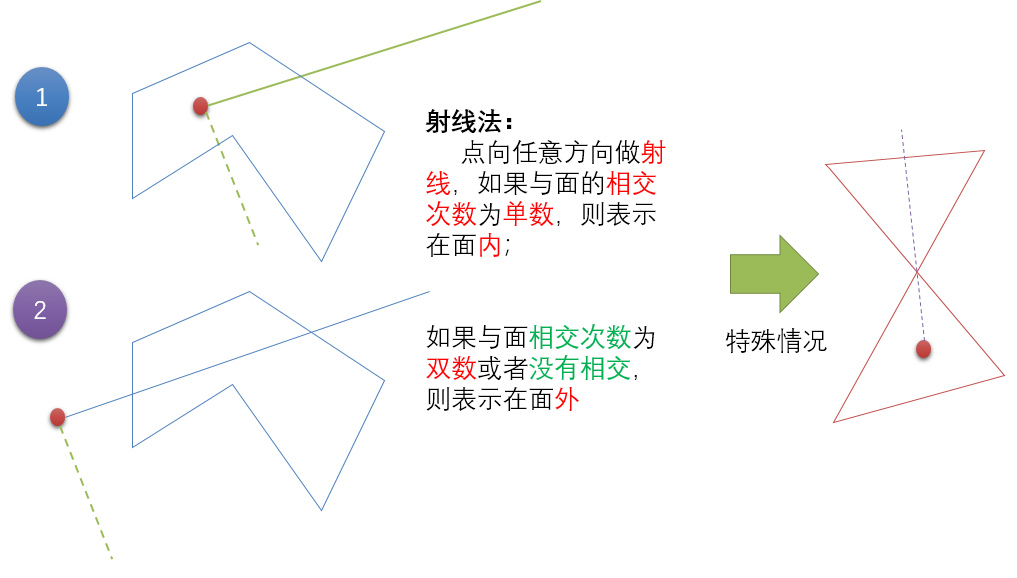 1
射线法：
点向任意方向做射
线，如果与面的相交
次数为单数，则表示
在面内；
2
如果与面相交次数为
双数或者没有相交，
则表示在面外
特殊情况